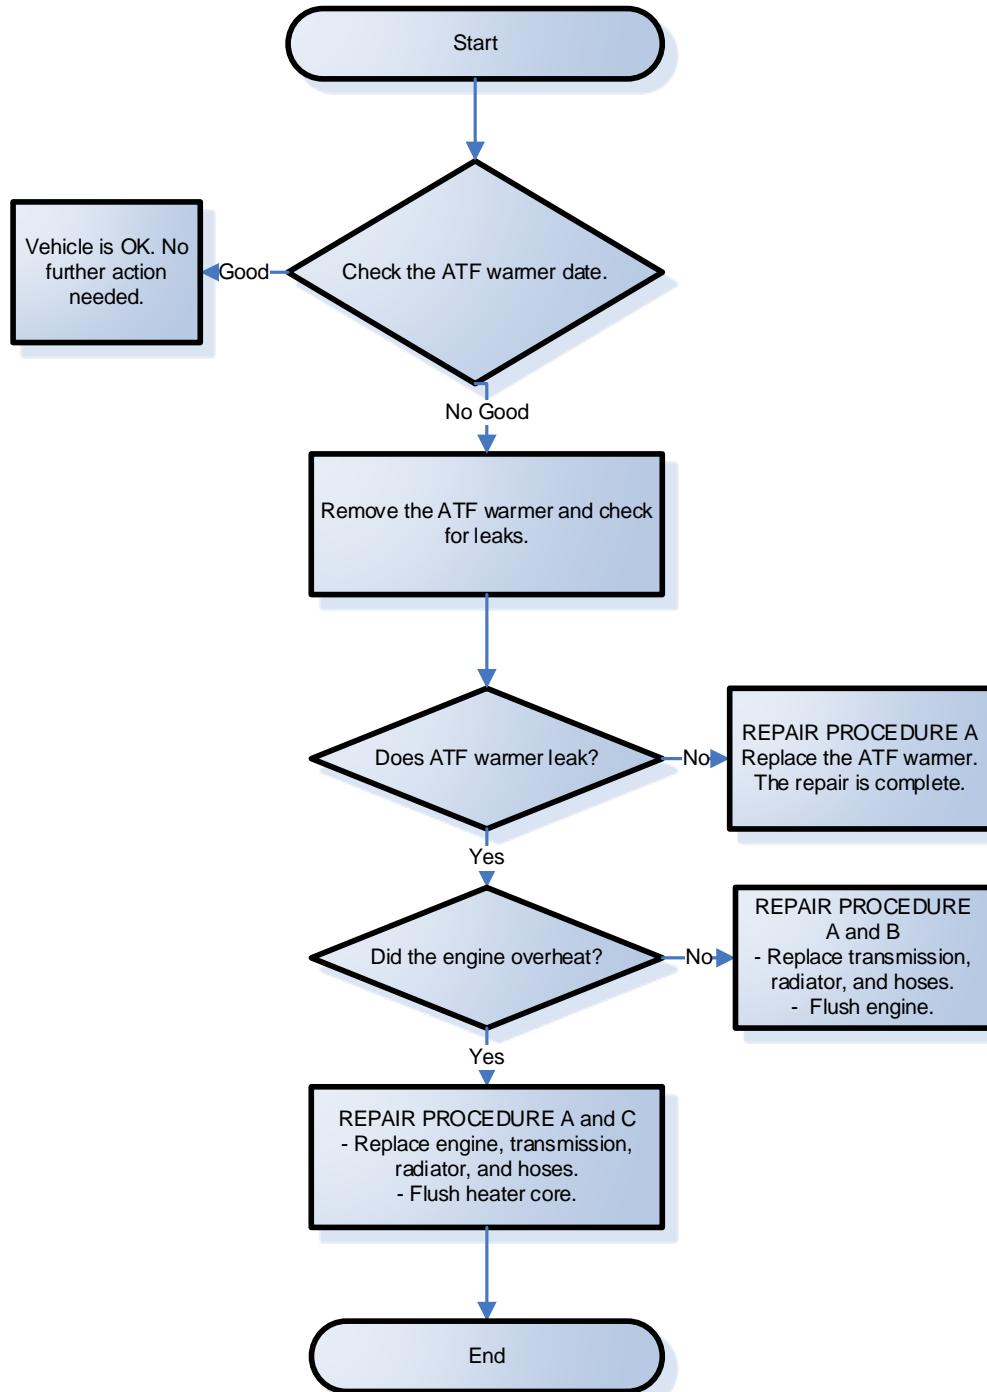 Start
Check the ATF warmer date.
Good
Vehicle is OK. No
further action
needed.
No Good
Remove the ATF warmer and check
for leaks.
Does ATF warmer leak?
No
REPAIR PROCEDURE A
Replace the ATF warmer.
The repair is complete.
Yes
Did the engine overheat?
No
REPAIR PROCEDURE
A and B
- Replace transmission,
radiator, and hoses.
- Flush engine.
Yes
REPAIR PROCEDURE A and C
- Replace engine, transmission,
radiator, and hoses.
- Flush heater core.
End